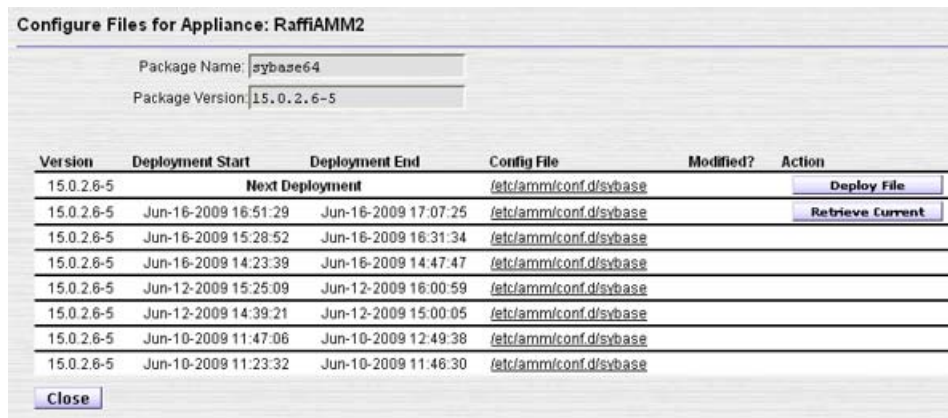 Configure Files for Appliance: RaffiAMM2
Package Name: sybase64
Package Version: 15.0.2.6-5
Version Deployment Start Deployment End Config File Modified? Action
15.0.2.6-5 Next Deployment /etc/amm/conf.d/sybase Deploy File
15.0.2.6-5 Jun-16-2009 16:51:29 Jun-16-2009 17:07:25 /etc/amm/conf.d/sybase Retrieve Current
15.0.2.6-5 Jun-16-2009 15:28:52 Jun-16-2009 16:31:34 /etc/amm/conf.d/sybase
15.0.2.6-5 Jun-16-2009 14:23:39 Jun-16-2009 14:47:47 /etc/amm/conf.d/sybase
15.0.2.6-5 Jun-12-2009 15:25:09 Jun-12-2009 16:00:59 /etc/amm/conf.d/sybase
15.0.2.6-5 Jun-12-2009 14:39:21 Jun-12-2009 15:00:05 /etc/amm/conf.d/sybase
15.0.2.6-5 Jun-10-2009 11:47:06 Jun-10-2009 12:49:38 /etc/amm/conf.d/sybase
15.0.2.6-5 Jun-10-2009 11:23:32 Jun-10-2009 11:46:30 /etc/amm/conf.d/sybase
Close